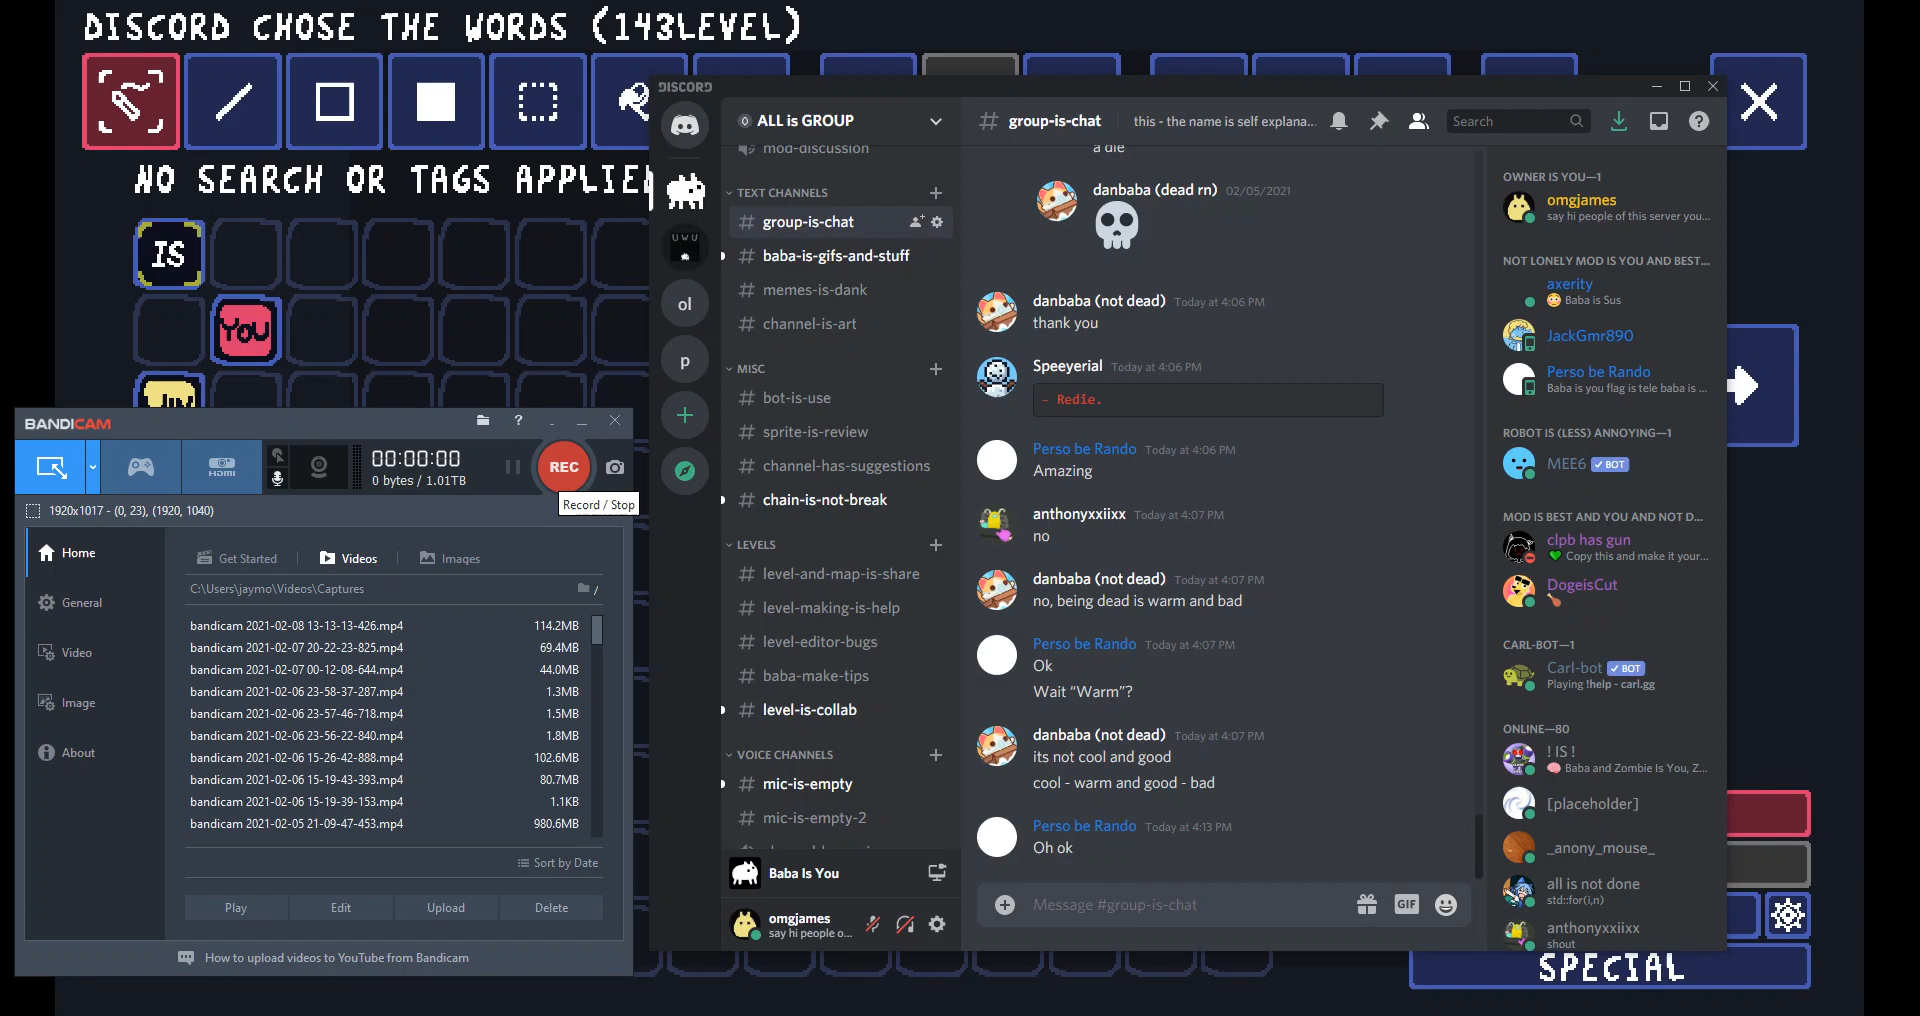 DISCORD CHOSE THE WORDS (143LEVEL)
NO SEARCH OR TAGS APPLIE
IS
YOU
SPECIAL
BANDICAM
?
HDMI
00:00:00
0 bytes / 1.01TB
REC
Record / Stop
1920x1017 - (0, 23), (1920, 1040)
Home
General
Video
Image
About
Get Started
Videos
Images
C:\Users\jaymo\Videos\Captures
/
bandicam 2021-02-08 13-13-13-426.mp4 114.2MB
bandicam 2021-02-07 20-22-23-825.mp4 69.4MB
bandicam 2021-02-07 00-12-08-644.mp4 44.0MB
bandicam 2021-02-06 23-58-37-287.mp4 1.3MB
bandicam 2021-02-06 23-57-46-718.mp4 1.5MB
bandicam 2021-02-06 23-56-22-840.mp4 1.8MB
bandicam 2021-02-06 15-26-42-888.mp4 102.6MB
bandicam 2021-02-06 15-19-43-393.mp4 80.7MB
bandicam 2021-02-06 15-19-39-153.mp4 1.1KB
bandicam 2021-02-05 21-09-47-453.mp4 980.6MB
Sort by Date
Play Edit Upload Delete
How to upload videos to YouTube from Bandicam
DISCORD
UWU
ol
p
ALL is GROUP
mod-discussion
TEXT CHANNELS
group-is-chat
baba-is-gifs-and-stuff
memes-is-dank
channel-is-art
MISC
bot-is-use
sprite-is-review
channel-has-suggestions
chain-is-not-break
LEVELS
level-and-map-is-share
level-making-is-help
level-editor-bugs
baba-make-tips
level-is-collab
VOICE CHANNELS
mic-is-empty
mic-is-empty-2
Baba Is You
omgjames
say hi people o...
group-is-chat
this - the name is self explana...
Search
a die
danbaba (dead rn) 02/05/2021
danbaba (not dead) Today at 4:06 PM
thank you
Speeyerial Today at 4:06 PM
- Redie.
Perso be Rando Today at 4:06 PM
Amazing
anthonyxxiixx Today at 4:07 PM
no
danbaba (not dead) Today at 4:07 PM
no, being dead is warm and bad
Perso be Rando Today at 4:07 PM
Ok
Wait “Warm”?
danbaba (not dead) Today at 4:07 PM
its not cool and good
cool - warm and good - bad
Perso be Rando Today at 4:13 PM
Oh ok
Message #group-is-chat
GIF
OWNER IS YOU—1
omgjames
say hi people of this server you...
NOT LONELY MOD IS YOU AND BEST...
axerity
Baba is Sus
JackGmr890
Perso be Rando
Baba is you flag is tele baba is ...
ROBOT IS (LESS) ANNOYING—1
MEE6 BOT
MOD IS BEST AND YOU AND NOT D...
clpb has gun
Copy this and make it your...
DogeisCut
CARL-BOT—1
Carl-bot BOT
Playing !help - carl.gg
ONLINE—80
! IS !
Baba and Zombie Is You, Z...
[placeholder]
_anony_mouse_
all is not done
std::for(i,n)
anthonyxxiixx
shout